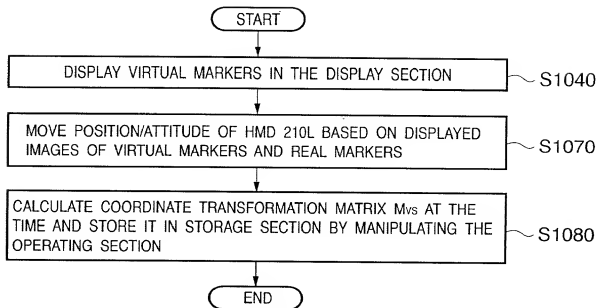 START
DISPLAY VIRTUAL MARKERS IN THE DISPLAY SECTION
S1040
MOVE POSITION/ATTITUDE OF HMD 210L BASED ON DISPLAYED
IMAGES OF VIRTUAL MARKERS AND REAL MARKERS
S1070
CALCULATE COORDINATE TRANSFORMATION MATRIX MVS AT THE
TIME AND STORE IT IN STORAGE SECTION BY MANIPULATING THE
OPERATING SECTION
S1080
END